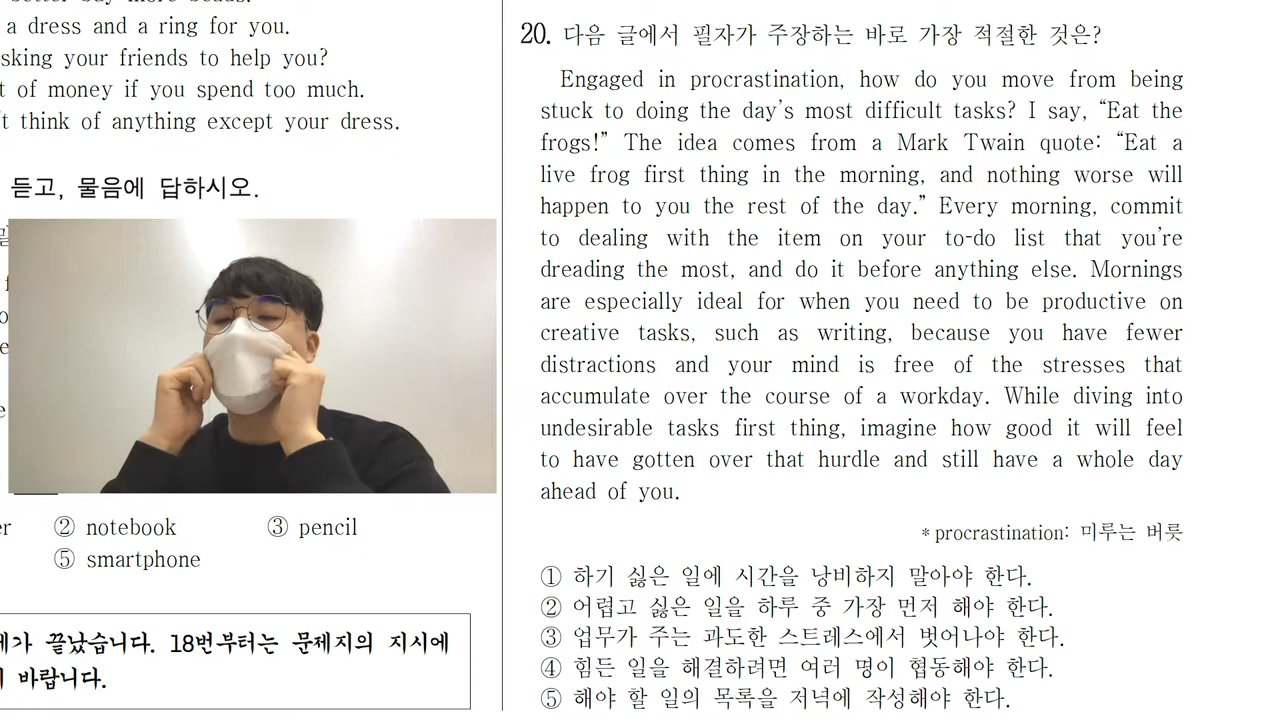 a dress and a ring for you.
sking your friends to help you?
t of money if you spend too much.
't think of anything except your dress.
듣고, 물음에 답하시오.
② notebook ③ pencil
⑤ smartphone
끝났습니다. 18번부터는 문제지의 지시에
바랍니다.
20. 다음 글에서 필자가 주장하는 바로 가장 적절한 것은?
Engaged in procrastination, how do you move from being
stuck to doing the day's most difficult tasks? I say, “Eat the
frogs!” The idea comes from a Mark Twain quote: “Eat a
live frog first thing in the morning, and nothing worse will
happen to you the rest of the day.” Every morning, commit
to dealing with the item on your to-do list that you're
dreading the most, and do it before anything else. Mornings
are especially ideal for when you need to be productive on
creative tasks, such as writing, because you have fewer
distractions and your mind is free of the stresses that
accumulate over the course of a workday. While diving into
undesirable tasks first thing, imagine how good it will feel
to have gotten over that hurdle and still have a whole day
ahead of you.
* procrastination: 미루는 버릇
① 하기 싫은 일에 시간을 낭비하지 말아야 한다.
② 어렵고 싫은 일을 하루 중 가장 먼저 해야 한다.
③ 업무가 주는 과도한 스트레스에서 벗어나야 한다.
④ 힘든 일을 해결하려면 여러 명이 협동해야 한다.
⑤ 해야 할 일의 목록을 저녁에 작성해야 한다.